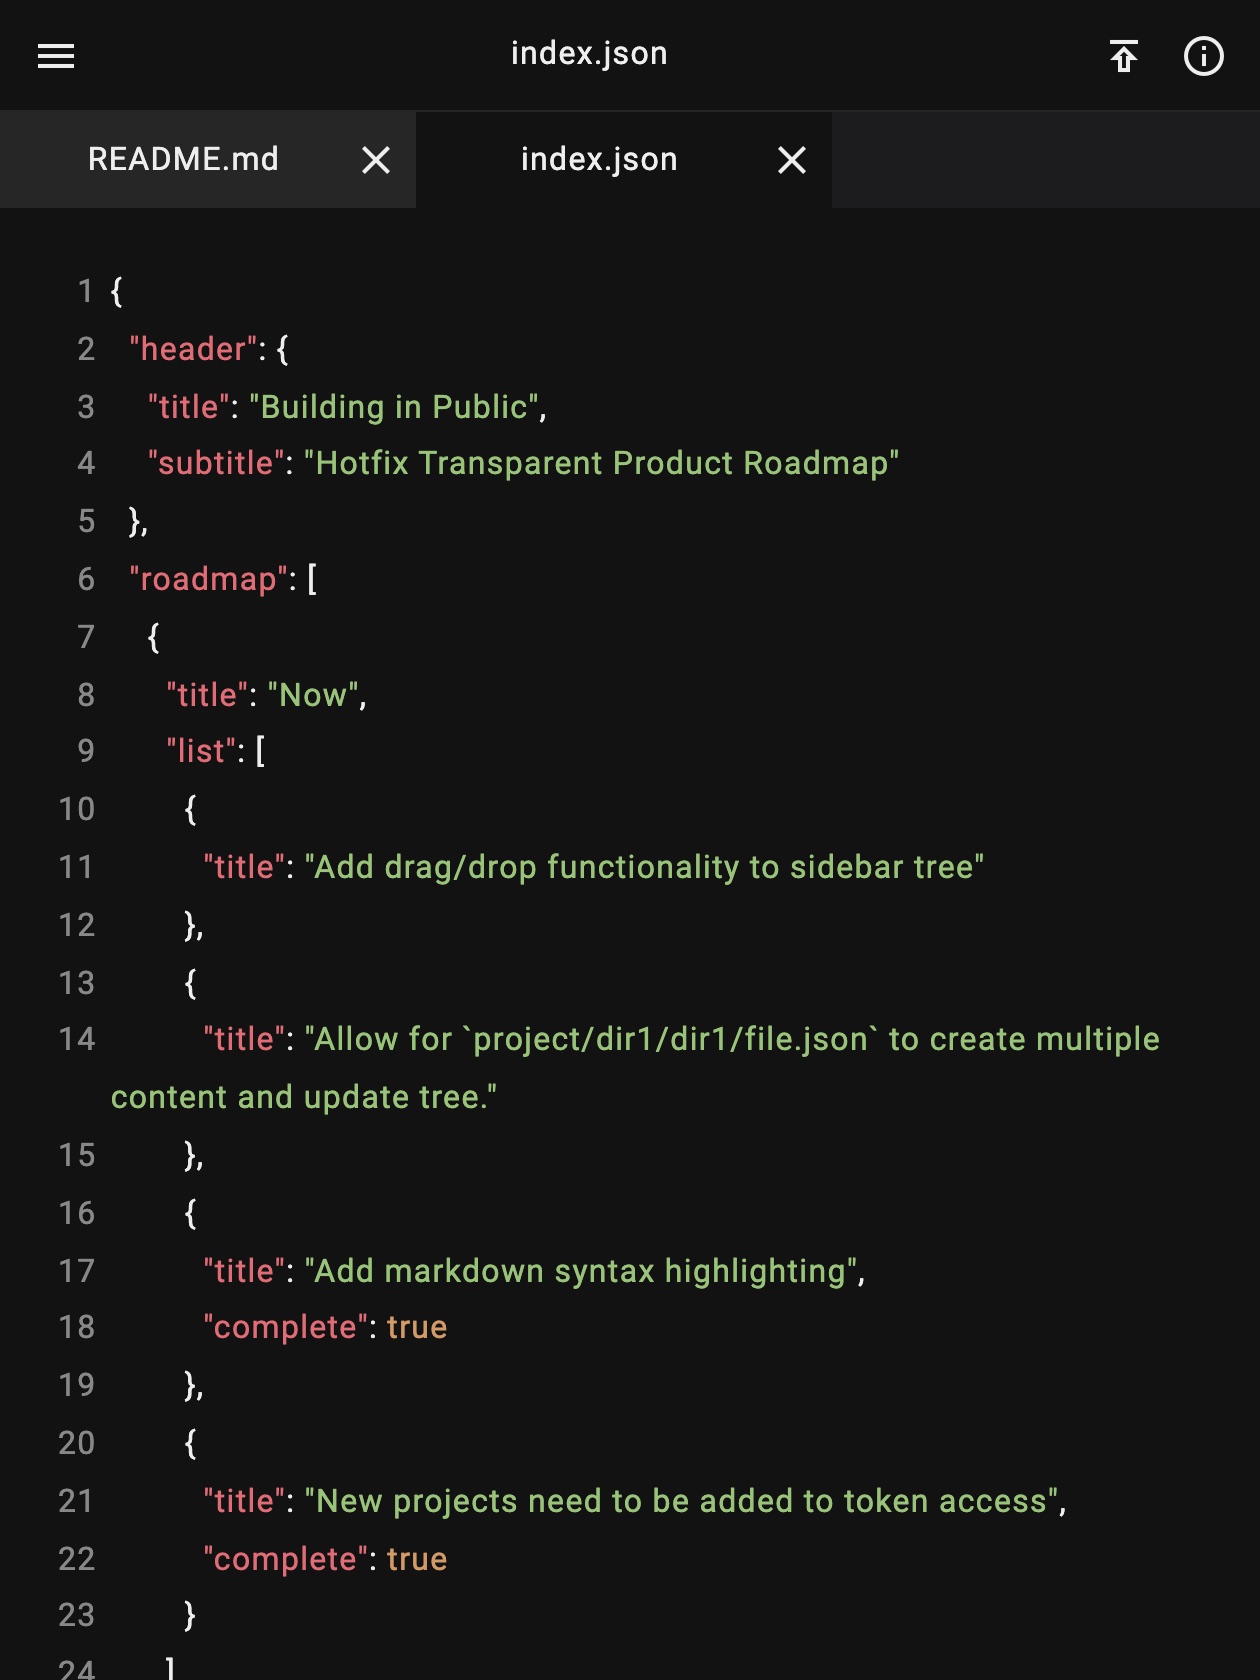 index.json
README.md
index.json
1 {
2 "header": {
3 "title": "Building in Public",
4 "subtitle": "Hotfix Transparent Product Roadmap"
5 },
6 "roadmap": [
7 {
8 "title": "Now",
9 "list": [
10 {
11 "title": "Add drag/drop functionality to sidebar tree"
12 },
13 {
14 "title": "Allow for `project/dir1/dir1/file.json` to create multiple
content and update tree."
15 },
16 {
17 "title": "Add markdown syntax highlighting",
18 "complete": true
19 },
20 {
21 "title": "New projects need to be added to token access",
22 "complete": true
23 }
24 ]